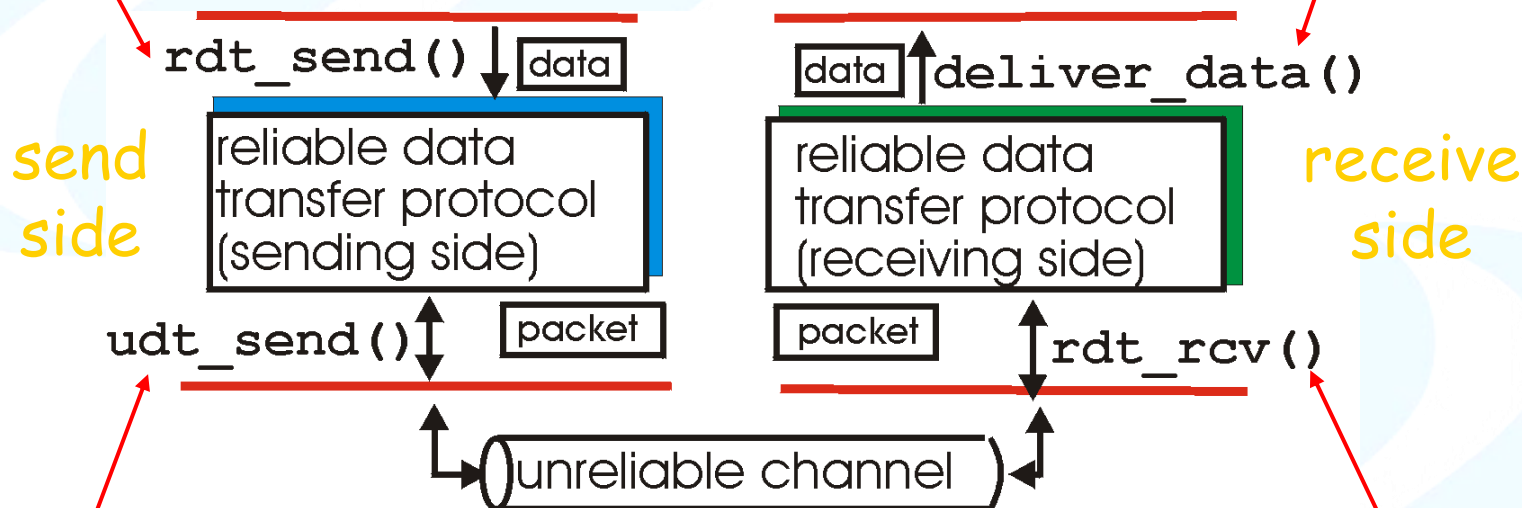 rdt_send()
data
data
deliver_data()
send
side
reliable data
transfer protocol
(sending side)
reliable data
transfer protocol
(receiving side)
receive
side
udt_send()
packet
packet
rdt_rcv()
unreliable channel